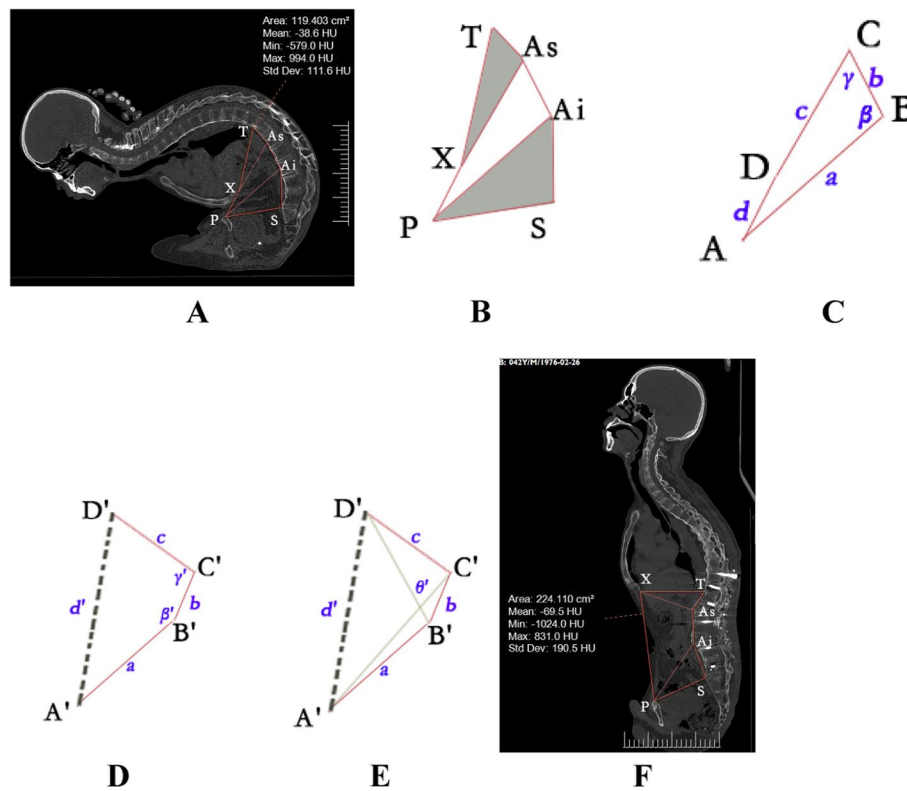 Area: 119.403 cm²
Mean: -38.6 HU
Min: -579.0 HU
Max: 994.0 HU
Std Dev: 111.6 HU
T As
Ai
X
P S
A
T As
Ai
X
P S
B
C
γ b
c B
β
D a
d
A
C
D'
c
C'
γ'
d' b
β'
B'
a
A'
D
D'
c
C'
θ'
d' b
B'
a
A'
E
B: 042Y/M/1976-02-26
X T
Area: 224.110 cm²
Mean: -69.5 HU
Min: -1024.0 HU
Max: 831.0 HU
Std Dev: 190.5 HU
As
Ai
S
P
F